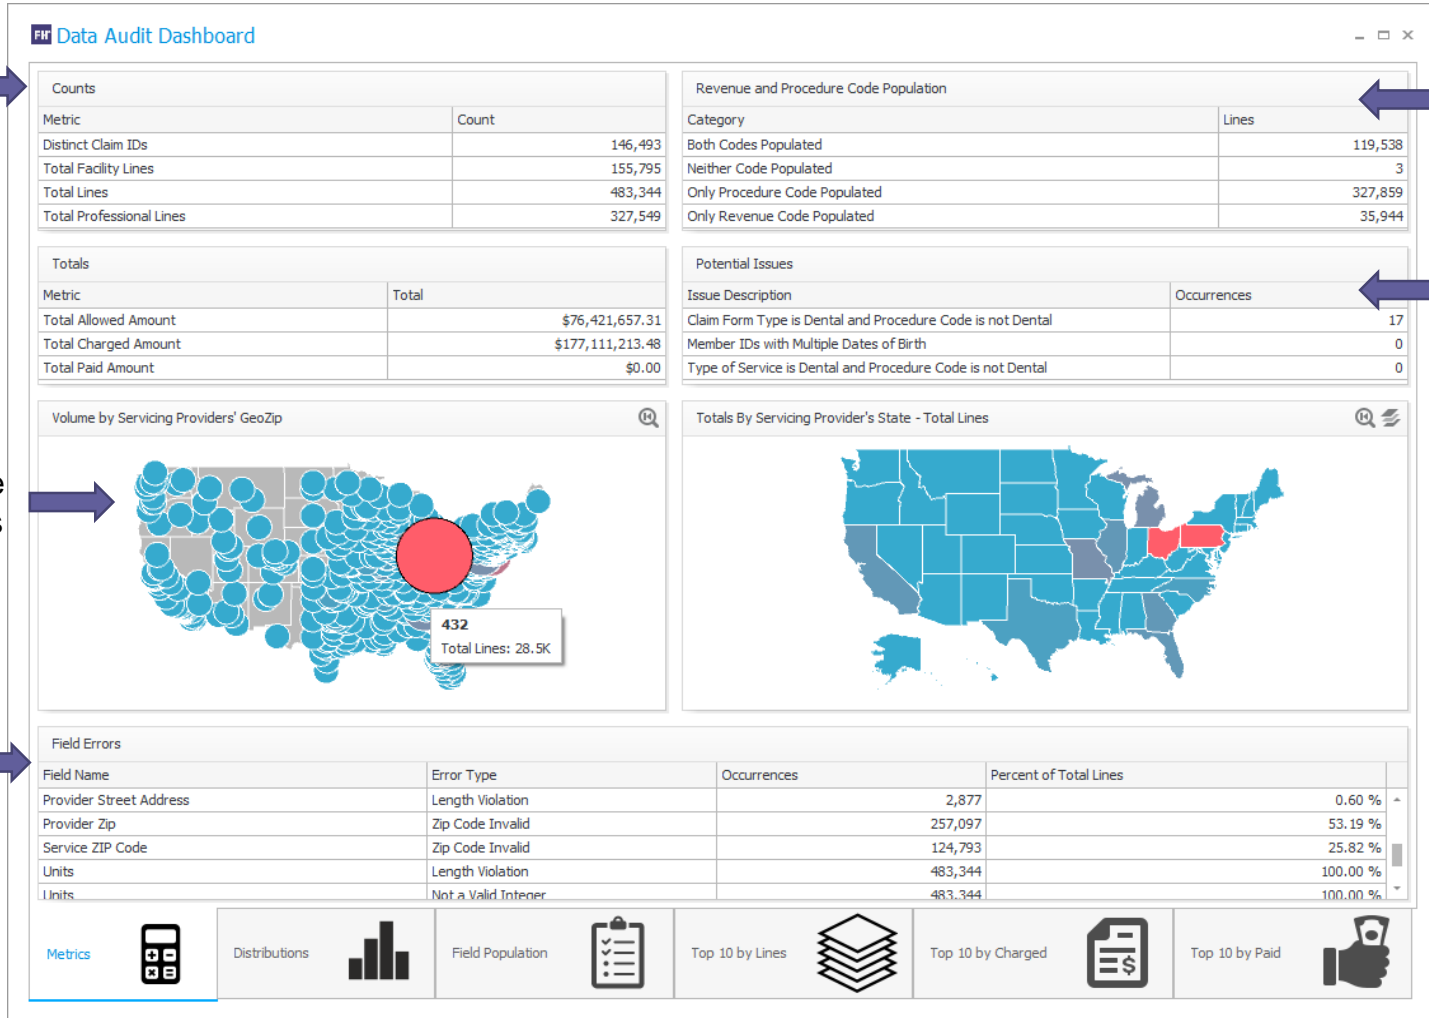 FH Data Audit Dashboard
Counts
Metric Count
Distinct Claim IDs 146,493
Total Facility Lines 155,795
Total Lines 483,344
Total Professional Lines 327,549
Revenue and Procedure Code Population
Category Lines
Both Codes Populated 119,538
Neither Code Populated 3
Only Procedure Code Populated 327,859
Only Revenue Code Populated 35,944
Totals
Metric Total
Total Allowed Amount $76,421,657.31
Total Charged Amount $177,111,213.48
Total Paid Amount $0.00
Potential Issues
Issue Description Occurrences
Claim Form Type is Dental and Procedure Code is not Dental 17
Member IDs with Multiple Dates of Birth 0
Type of Service is Dental and Procedure Code is not Dental 0
Volume by Servicing Providers' GeoZip
432
Total Lines: 28.5K
Totals By Servicing Provider's State - Total Lines
e
s
Field Errors
Field Name Error Type Occurrences Percent of Total Lines
Provider Street Address Length Violation 2,877 0.60 %
Provider Zip Zip Code Invalid 257,097 53.19 %
Service ZIP Code Zip Code Invalid 124,793 25.82 %
Units Length Violation 483,344 100.00 %
Units Not a Valid Integer 483,344 100.00 %
Metrics
Distributions
Field Population
Top 10 by Lines
Top 10 by Charged
$
Top 10 by Paid